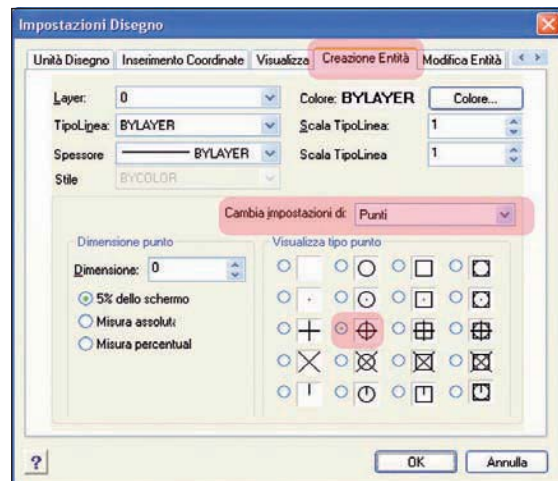 Impostazioni Disegno
Unità Disegno Inserimento Coordinate Visualizza Creazione Entità Modifica Entità
Layer: 0 Colore: BYLAYER Colore...
TipoLinea: BYLAYER Scala TipoLinea: 1
Spessore BYLAYER Scala TipoLinea 1
Stile BYCOLOR
Cambia impostazioni di: Punti
Dimensione punto Visualizza tipo punto
Dimensione: 0
5% dello schermo
Misura assoluta
Misura percentual
? OK Annulla